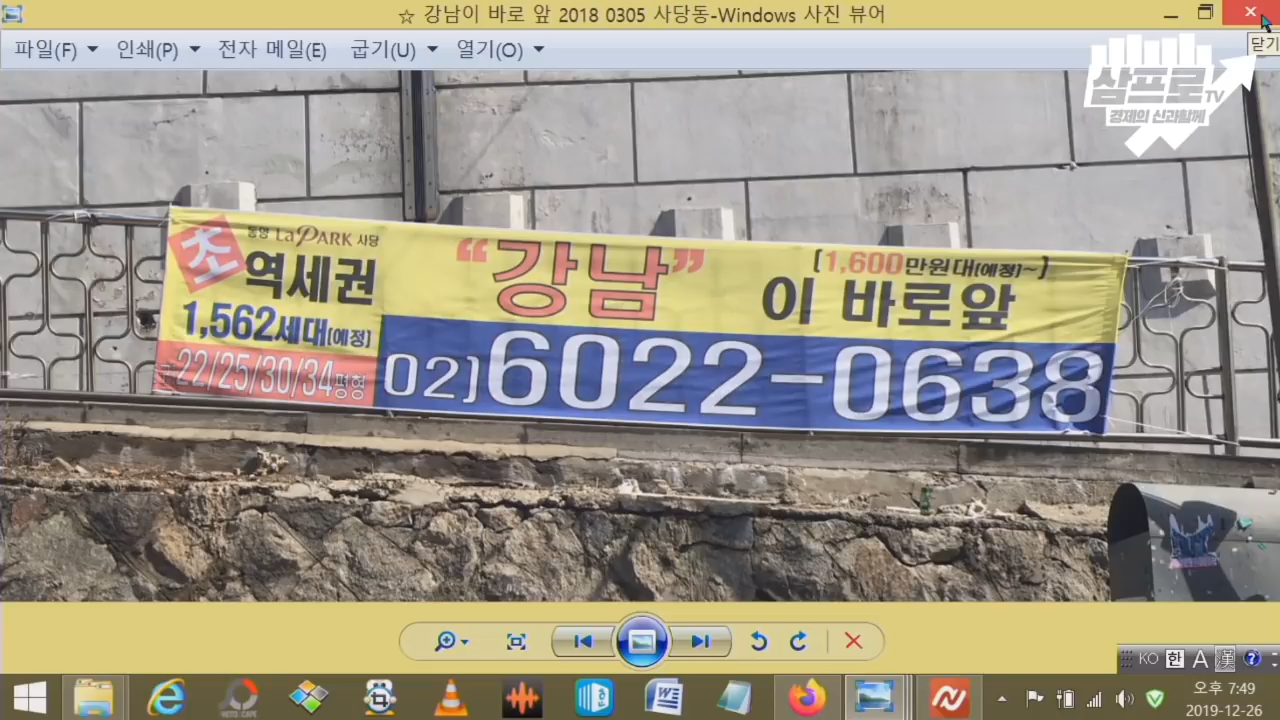 ☆ 강남이 바로 앞 2018 0305 사당동-Windows 사진 뷰어
파일(F) 인쇄(P) 전자 메일(E) 굽기(U) 열기(O)
닫기
삼프로TV
경제의 신과함께
초역세권
동양 LaPARK 사당
1,562세대(예정)
22/25/30/34평형
“강남”이 바로앞
[1,600만원대(예정)~]
02)6022-0638
KO 한 A 漢
오후 7:49
2019-12-26